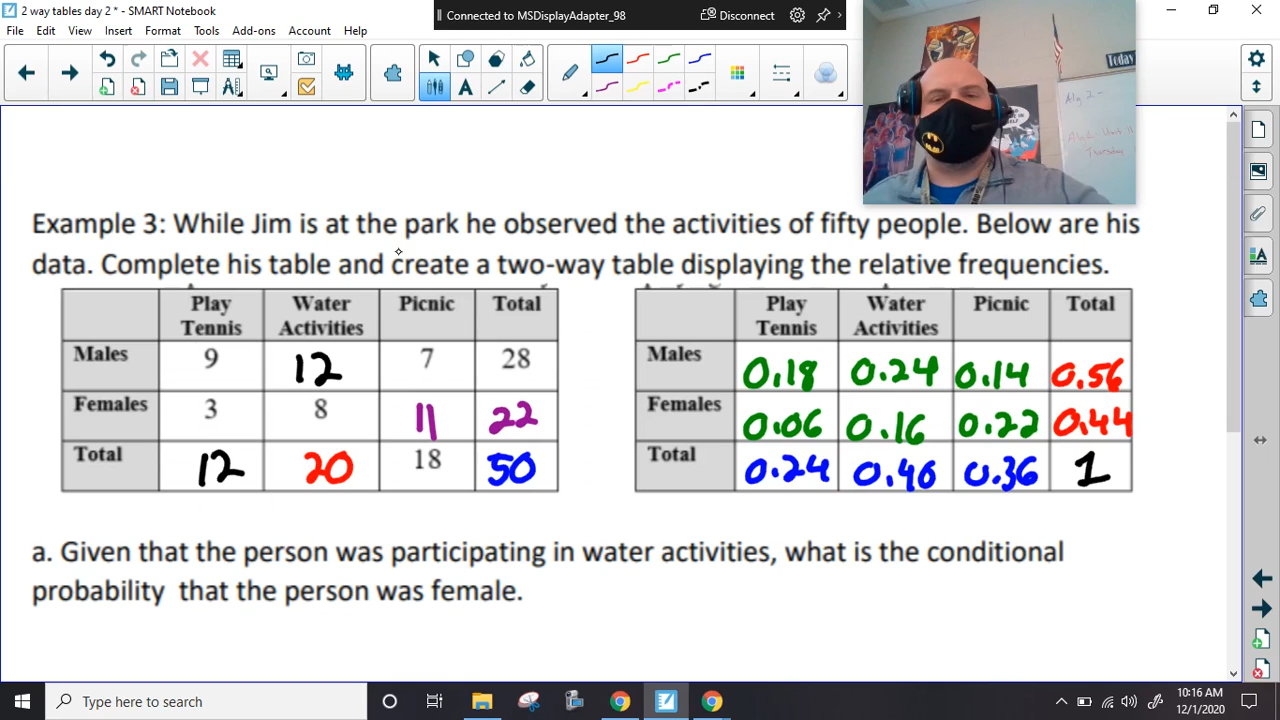 2 way tables day 2 * - SMART Notebook
Connected to MSDisplayAdapter_98
Disconnect
File Edit View Insert Format Tools Add-ons Account Help
Today
Alg 2 -
Thursday
Example 3: While Jim is at the park he observed the activities of fifty people. Below are his
data. Complete his table and create a two-way table displaying the relative frequencies.
Play Tennis Water Activities Picnic Total
Males 9 12 7 28
Females 3 8 11 22
Total 12 20 18 50
Play Tennis Water Activities Picnic Total
Males 0.18 0.24 0.14 0.56
Females 0.06 0.16 0.22 0.44
Total 0.24 0.40 0.36 1
a. Given that the person was participating in water activities, what is the conditional
probability that the person was female.
Type here to search
10:16 AM
12/1/2020